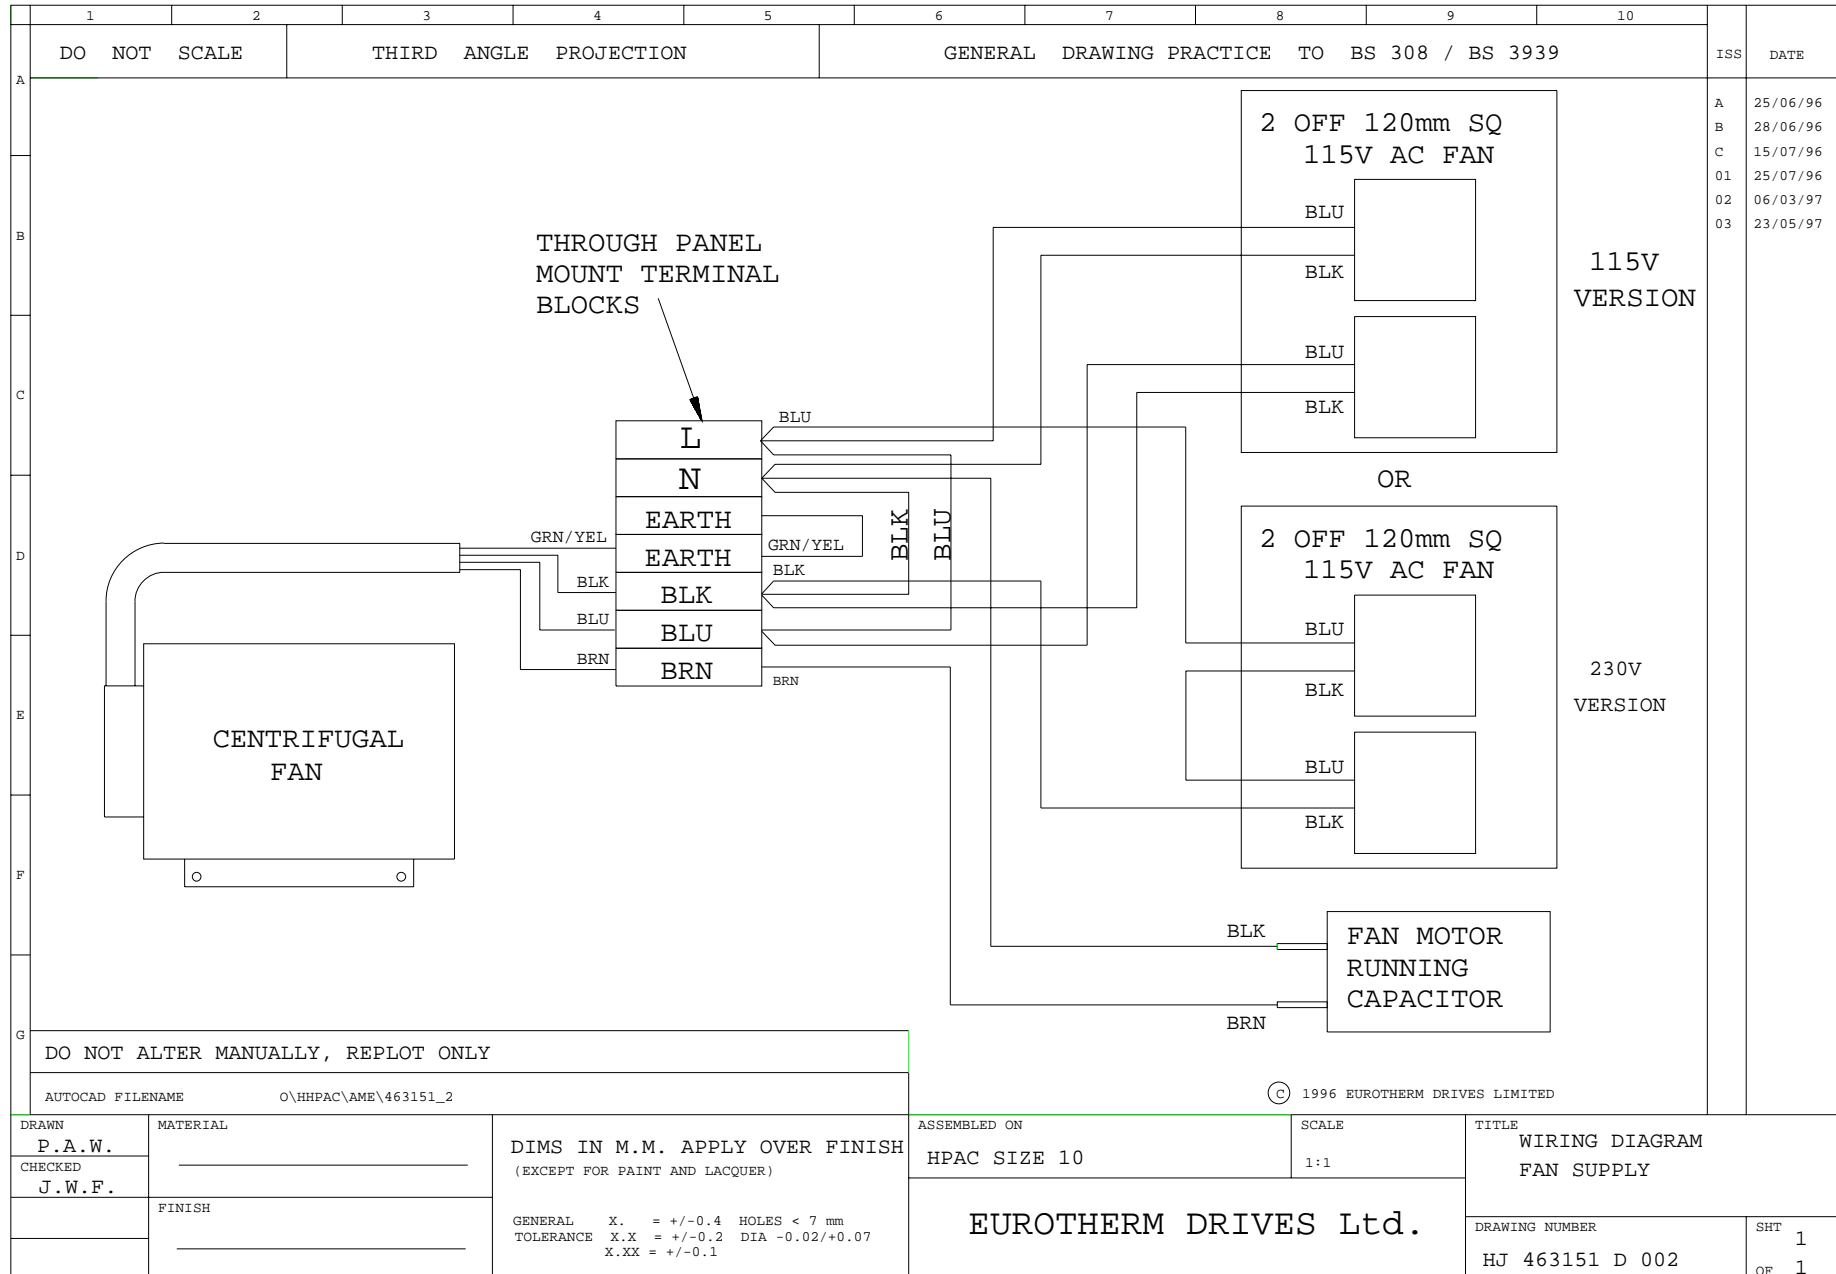 1 2 3 4 5 6 7 8 9 10
DO NOT SCALE
THIRD ANGLE PROJECTION
GENERAL DRAWING PRACTICE TO BS 308 / BS 3939
ISS DATE
A 25/06/96
B 28/06/96
C 15/07/96
01 25/07/96
02 06/03/97
03 23/05/97
A
B
C
D
E
F
G
2 OFF 120mm SQ
115V AC FAN
BLU
BLK
BLU
BLK
115V
VERSION
THROUGH PANEL
MOUNT TERMINAL
BLOCKS
OR
2 OFF 120mm SQ
115V AC FAN
BLU
BLK
BLU
BLK
230V
VERSION
L
N
EARTH
EARTH
BLK
BLU
BRN
BLU
GRN/YEL
BLK
BRN
BLK
BLU
GRN/YEL
BLK
BLU
BRN
CENTRIFUGAL
FAN
BLK
BRN
FAN MOTOR
RUNNING
CAPACITOR
DO NOT ALTER MANUALLY, REPLOT ONLY
AUTOCAD FILENAME O\HHPAC\AME\463151_2
C 1996 EUROTHERM DRIVES LIMITED
DRAWN
P.A.W.
CHECKED
J.W.F.
MATERIAL
FINISH
DIMS IN M.M. APPLY OVER FINISH
(EXCEPT FOR PAINT AND LACQUER)
GENERAL X. = +/-0.4 HOLES < 7 mm
TOLERANCE X.X = +/-0.2 DIA -0.02/+0.07
X.XX = +/-0.1
ASSEMBLED ON
HPAC SIZE 10
SCALE
1:1
EUROTHERM DRIVES Ltd.
TITLE
WIRING DIAGRAM
FAN SUPPLY
DRAWING NUMBER
HJ 463151 D 002
SHT 1
OF 1